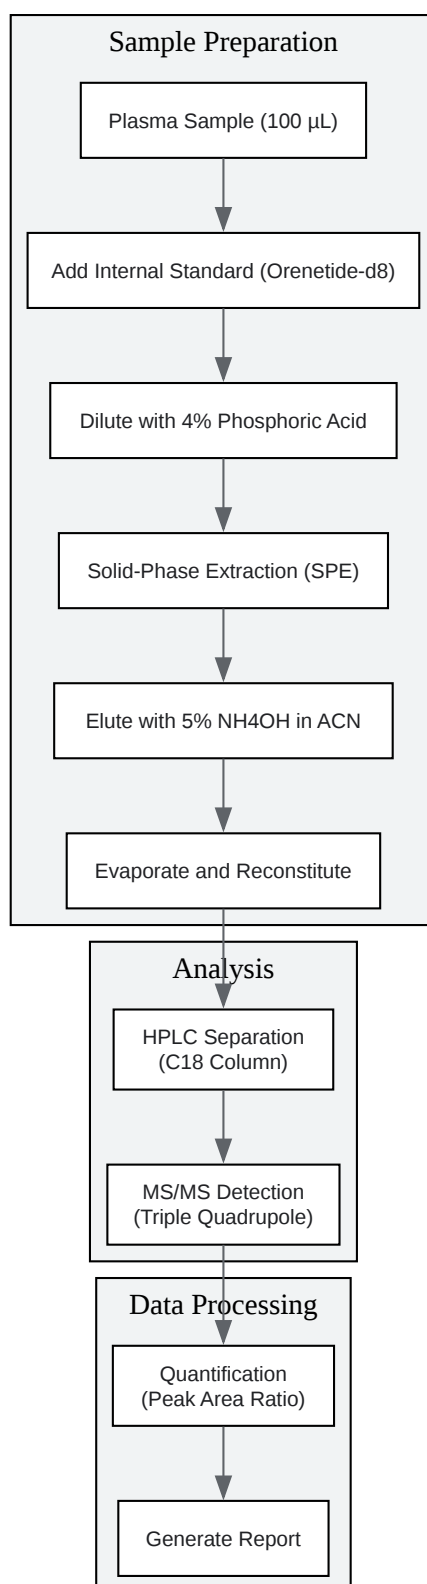 Sample Preparation
Plasma Sample (100 µL)
Add Internal Standard (Orenetide-d8)
Dilute with 4% Phosphoric Acid
Solid-Phase Extraction (SPE)
Elute with 5% NH4OH in ACN
Evaporate and Reconstitute
Analysis
HPLC Separation
(C18 Column)
MS/MS Detection
(Triple Quadrupole)
Data Processing
Quantification
(Peak Area Ratio)
Generate Report